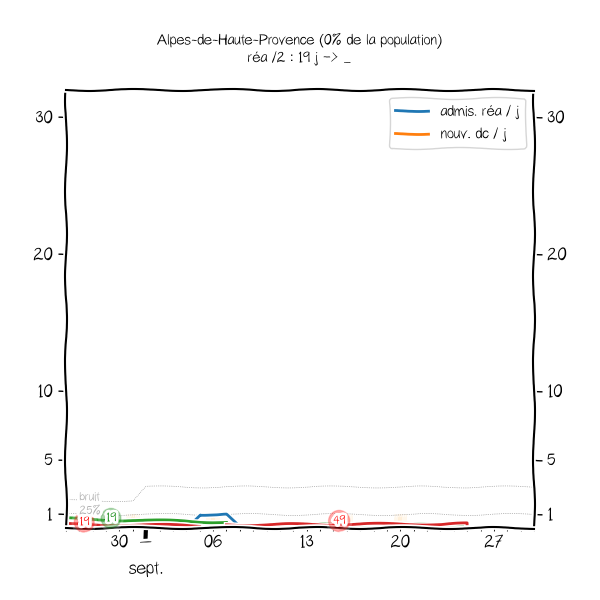 Alpes-de-Haute-Provence (0% de la population)
réa /2 : 19 j -> _
admis. réa / j
nouv. dc / j
30 30
20 20
10 10
5 5
1 1
... bruit
25%
19 19 49
30 1 06 13 20 27
sept.